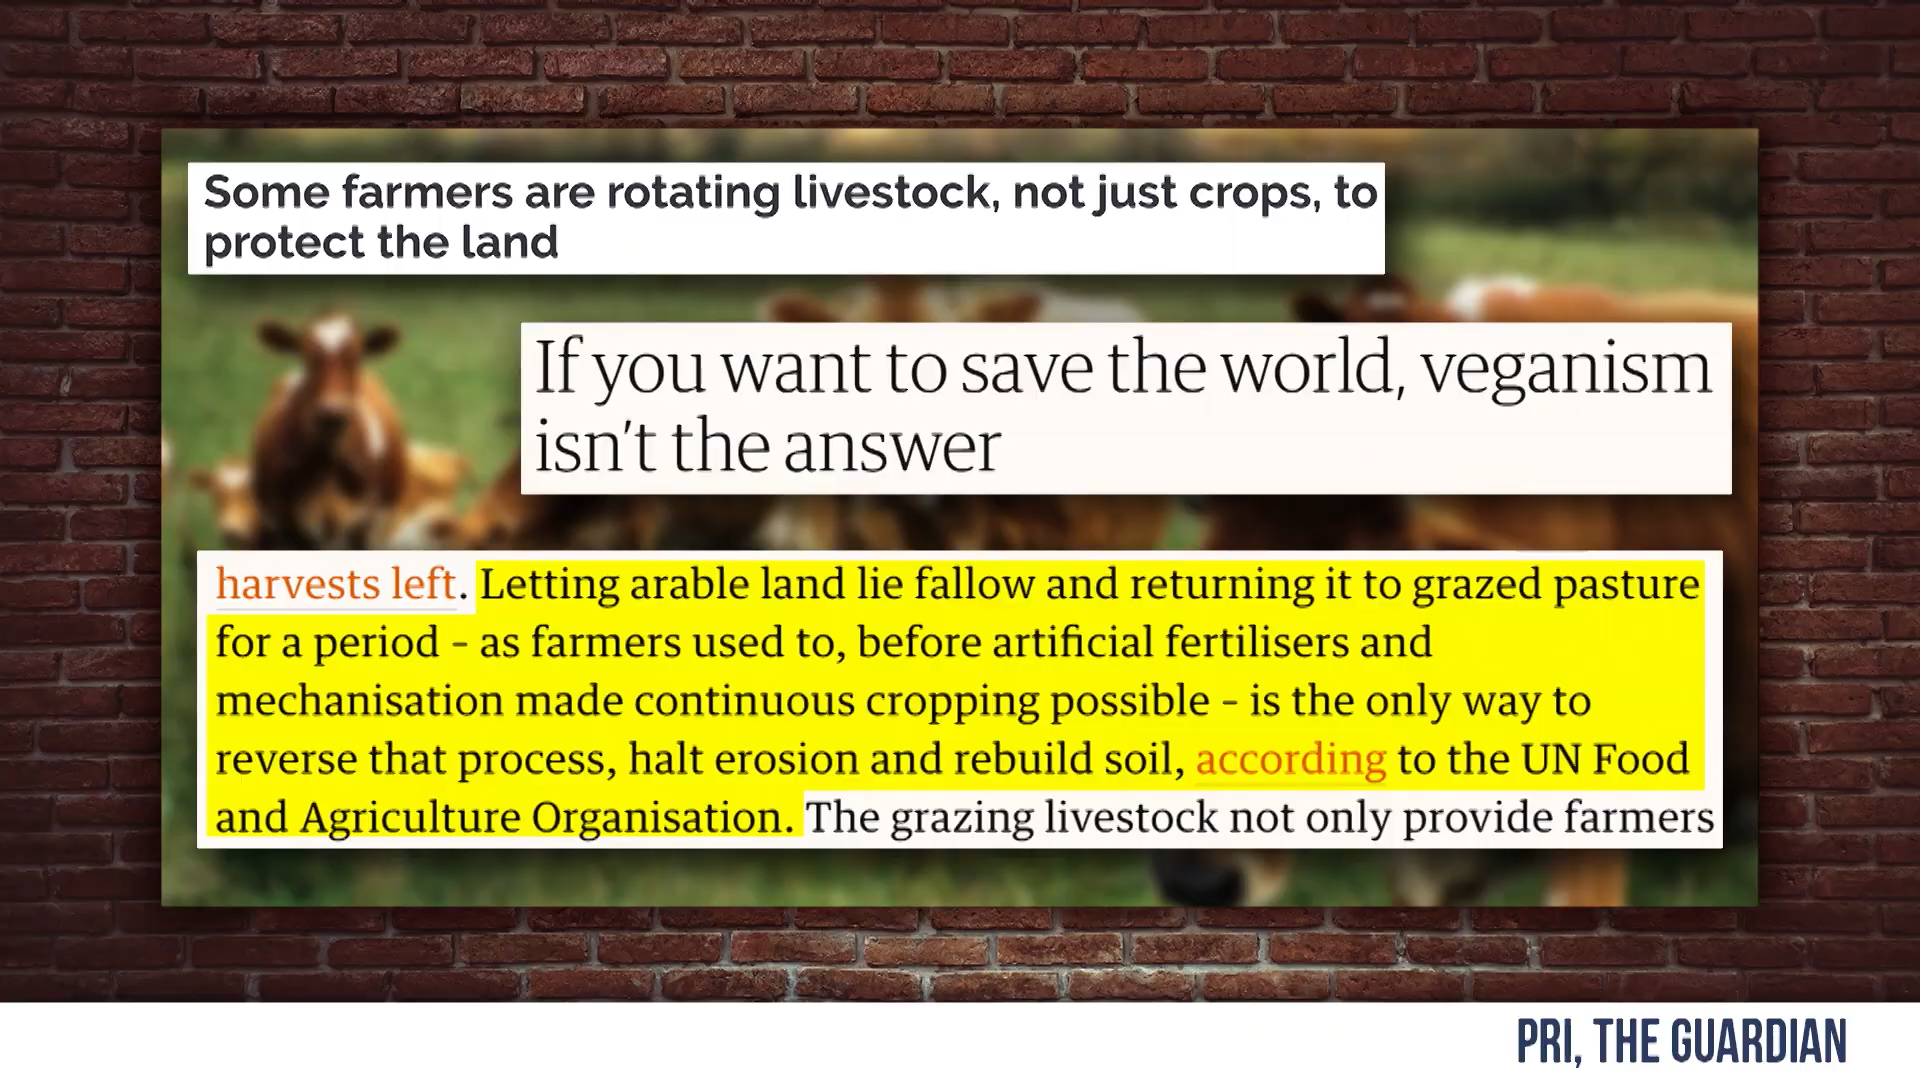 Some farmers are rotating livestock, not just crops, to
protect the land
If you want to save the world, veganism
isn't the answer
harvests left. Letting arable land lie fallow and returning it to grazed pasture
for a period – as farmers used to, before artificial fertilisers and
mechanisation made continuous cropping possible – is the only way to
reverse that process, halt erosion and rebuild soil, according to the UN Food
and Agriculture Organisation. The grazing livestock not only provide farmers
PRI, THE GUARDIAN